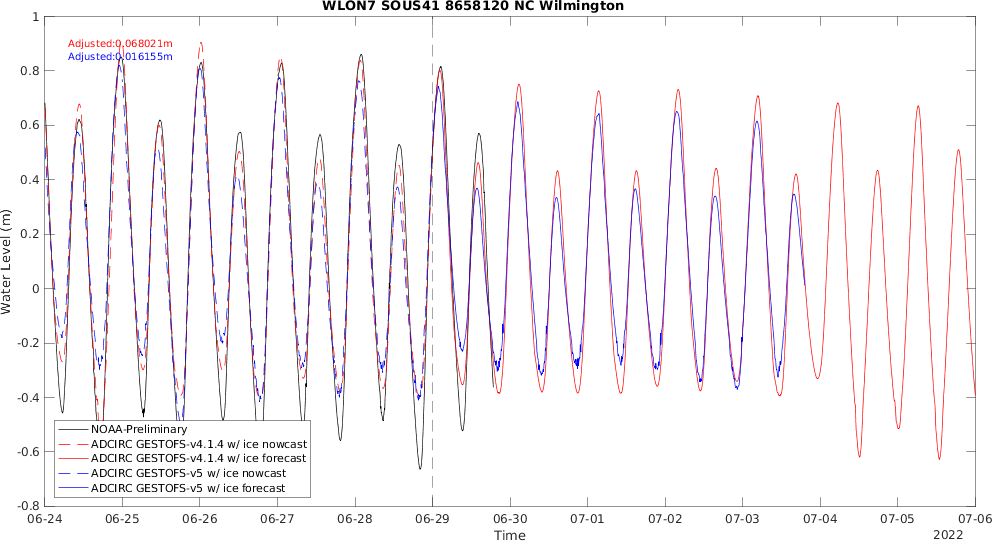 WLON7 SOUS41 8658120 NC Wilmington
Adjusted:0.068021m
Adjusted:0.016155m
Water Level (m)
1
0.8
0.6
0.4
0.2
0
-0.2
-0.4
-0.6
-0.8
NOAA-Preliminary
ADCIRC GESTOFS-v4.1.4 w/ ice nowcast
ADCIRC GESTOFS-v4.1.4 w/ ice forecast
ADCIRC GESTOFS-v5 w/ ice nowcast
ADCIRC GESTOFS-v5 w/ ice forecast
06-24 06-25 06-26 06-27 06-28 06-29 06-30 07-01 07-02 07-03 07-04 07-05 07-06
Time
2022